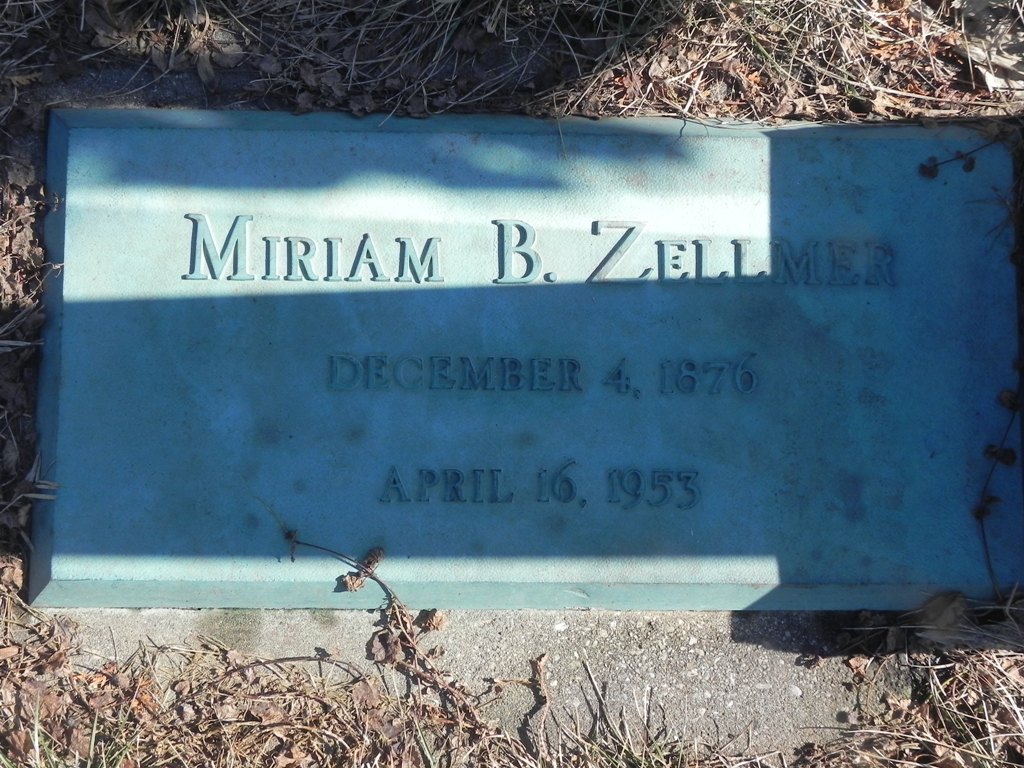 Miriam B. Zellmer
December 4, 1876
April 16, 1953